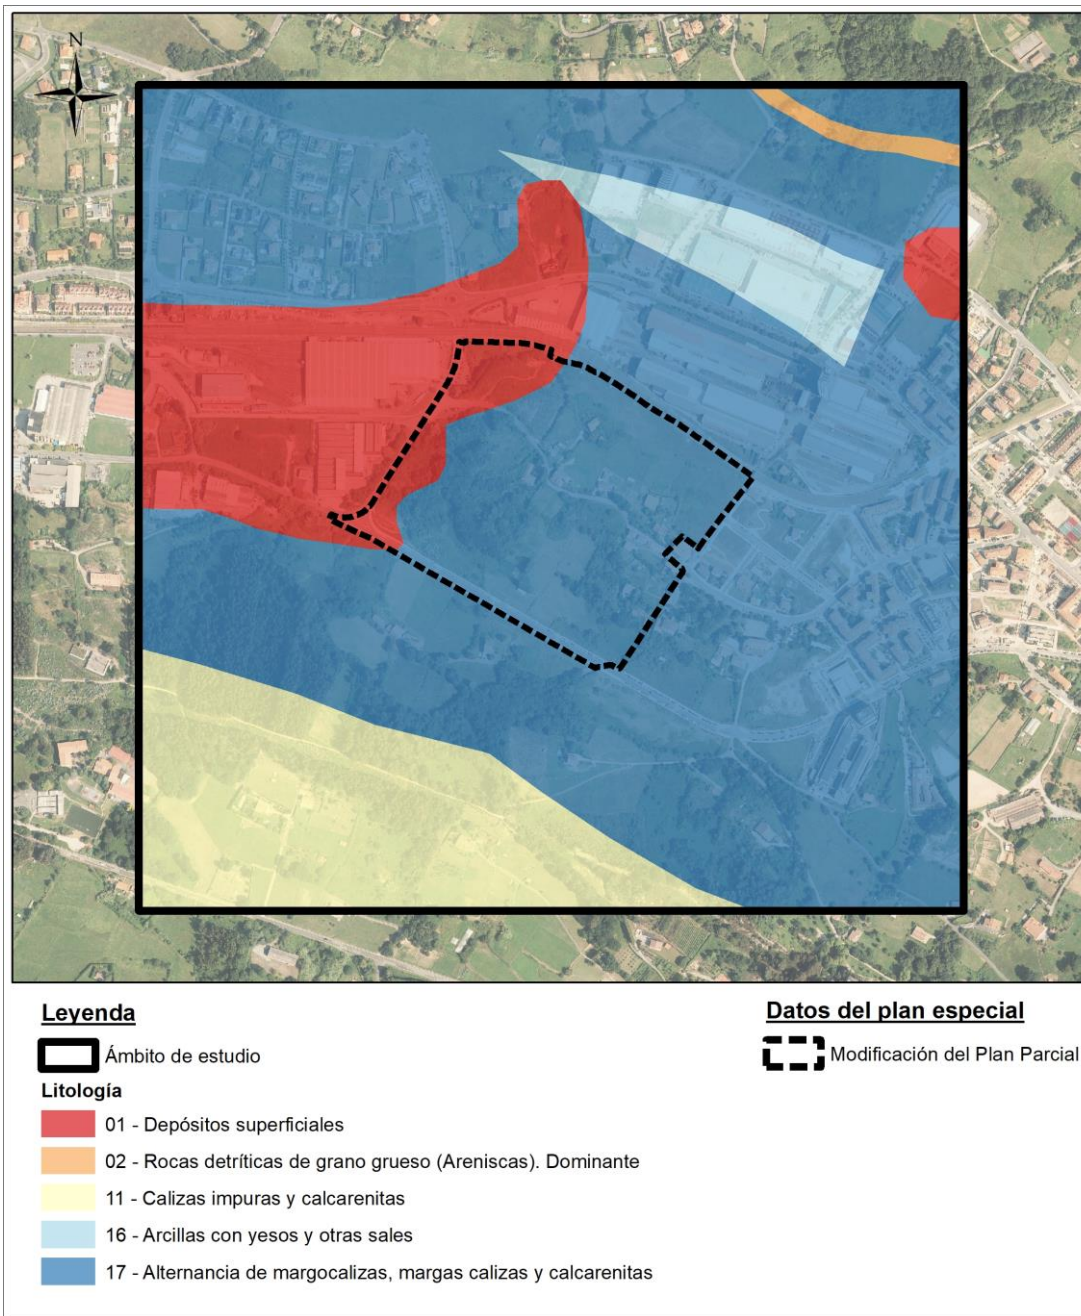 N
Leyenda
Ámbito de estudio
Litología
01 - Depósitos superficiales
02 - Rocas detríticas de grano grueso (Areniscas). Dominante
11 - Calizas impuras y calcarenitas
16 - Arcillas con yesos y otras sales
17 - Alternancia de margocalizas, margas calizas y calcarenitas
Datos del plan especial
Modificación del Plan Parcial